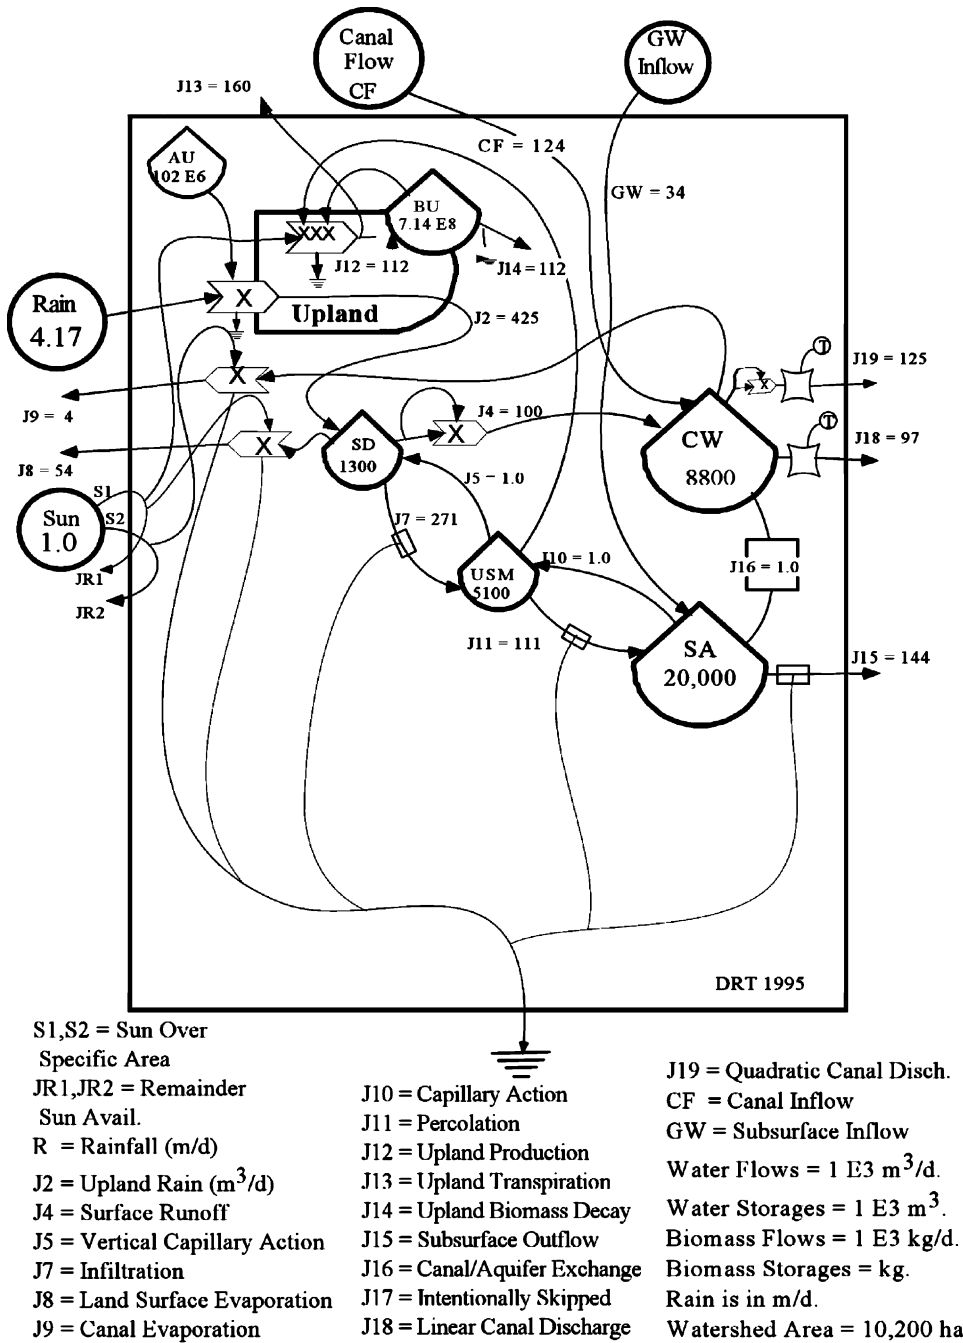 Canal
Flow
CF
GW
Inflow
J13 = 160
CF = 124
AU
102 E6
GW = 34
BU
7.14 E8
XXX
J12 = 112
J14 = 112
Rain
4.17
X
Upland
J2 = 425
T
J19 = 125
X
X
J9 = 4
J4 = 100
T
J18 = 97
X
SD
1300
X
CW
8800
J8 = 54
J5 = 1.0
S1
Sun
1.0
S2
J7 = 271
J10 = 1.0
J16 = 1.0
JR1
USM
5100
JR2
J11 = 111
SA
20,000
J15 = 144
DRT 1995
S1,S2 = Sun Over
Specific Area
JR1,JR2 = Remainder
Sun Avail.
R = Rainfall (m/d)
J2 = Upland Rain (m³/d)
J4 = Surface Runoff
J5 = Vertical Capillary Action
J7 = Infiltration
J8 = Land Surface Evaporation
J9 = Canal Evaporation
J10 = Capillary Action
J11 = Percolation
J12 = Upland Production
J13 = Upland Transpiration
J14 = Upland Biomass Decay
J15 = Subsurface Outflow
J16 = Canal/Aquifer Exchange
J17 = Intentionally Skipped
J18 = Linear Canal Discharge
J19 = Quadratic Canal Disch.
CF = Canal Inflow
GW = Subsurface Inflow
Water Flows = 1 E3 m³/d.
Water Storages = 1 E3 m³.
Biomass Flows = 1 E3 kg/d.
Biomass Storages = kg.
Rain is in m/d.
Watershed Area = 10,200 ha